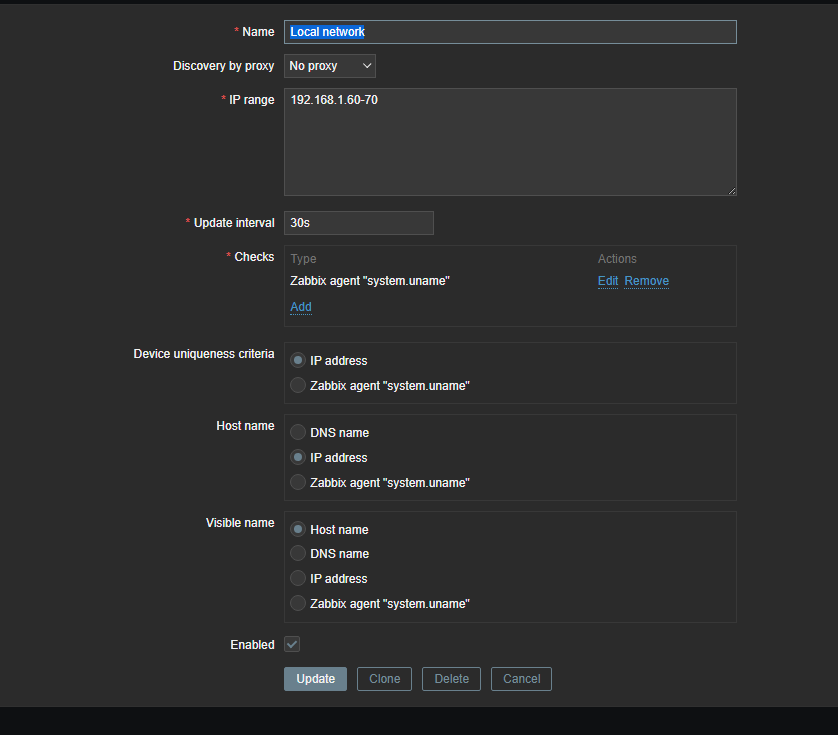 * Name Local network
Discovery by proxy No proxy
* IP range 192.168.1.60-70
* Update interval 30s
* Checks Type Actions
Zabbix agent "system.uname" Edit Remove
Add
Device uniqueness criteria IP address
Zabbix agent "system.uname"
Host name DNS name
IP address
Zabbix agent "system.uname"
Visible name Host name
DNS name
IP address
Zabbix agent "system.uname"
Enabled
Update Clone Delete Cancel